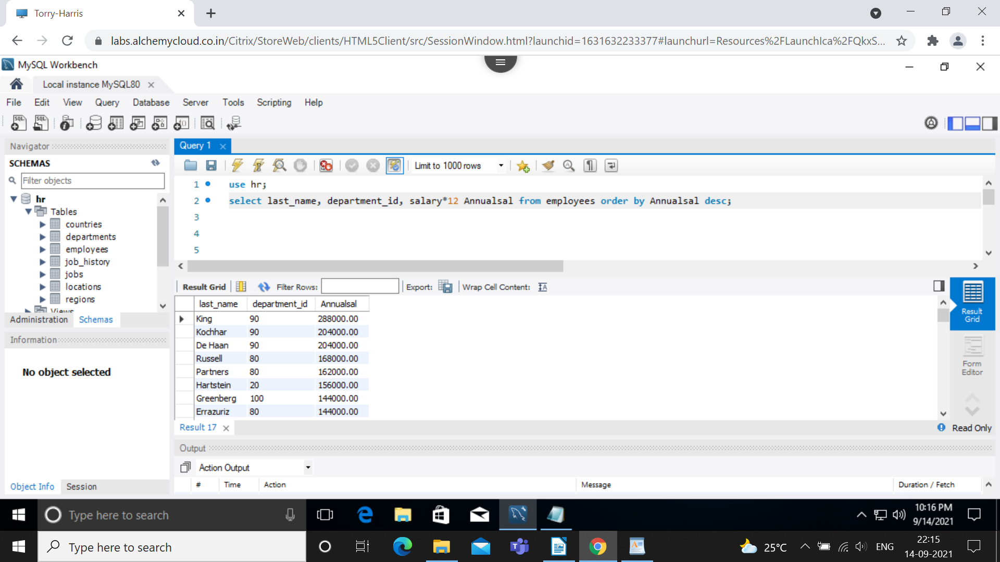 Torry-Harris
labs.alchemycloud.co.in/Citrix/StoreWeb/clients/HTML5Client/src/SessionWindow.html?launchid=1631632233377#launchurl=Resources%2FLaunchIca%2FQkxS...
MySQL Workbench
Local instance MySQL80
File Edit View Query Database Server Tools Scripting Help
Navigator
SCHEMAS
Filter objects
hr
Tables
countries
departments
employees
job_history
jobs
locations
regions
Views
Administration Schemas
Information
No object selected
Object Info Session
Query 1
Limit to 1000 rows
1 use hr;
2 select last_name, department_id, salary*12 Annualsal from employees order by Annualsal desc;
3
4
5
Result Grid Filter Rows: Export: Wrap Cell Content:
last_name department_id Annualsal
King 90 288000.00
Kochhar 90 204000.00
De Haan 90 204000.00
Russell 80 168000.00
Partners 80 162000.00
Hartstein 20 156000.00
Greenberg 100 144000.00
Errazuriz 80 144000.00
Result Grid
Form Editor
Result 17
Read Only
Output
Action Output
# Time Action Message Duration / Fetch
Type here to search
10:16 PM
9/14/2021
Type here to search
25°C
ENG
22:15
14-09-2021